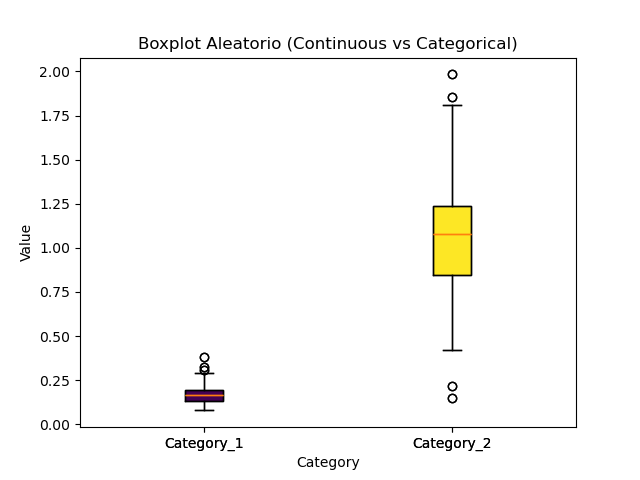 Boxplot Aleatorio (Continuous vs Categorical)
2.00
1.75
1.50
1.25
1.00
0.75
0.50
0.25
0.00
Value
Category_1
Category_2
Category